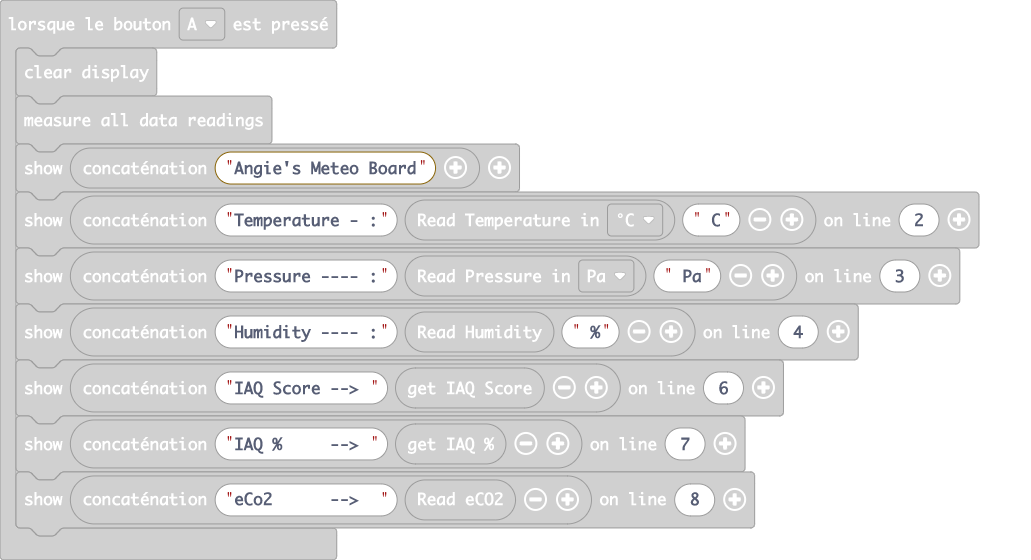 lorsque le bouton A est pressé
clear display
measure all data readings
show concaténation "Angie's Meteo Board"
show concaténation "Temperature - :" Read Temperature in °C " C" on line 2
show concaténation "Pressure ---- :" Read Pressure in Pa " Pa" on line 3
show concaténation "Humidity ---- :" Read Humidity " %" on line 4
show concaténation "IAQ Score --> " get IAQ Score on line 6
show concaténation "IAQ %     --> " get IAQ % on line 7
show concaténation "eCo2      -->  " Read eCO2 on line 8